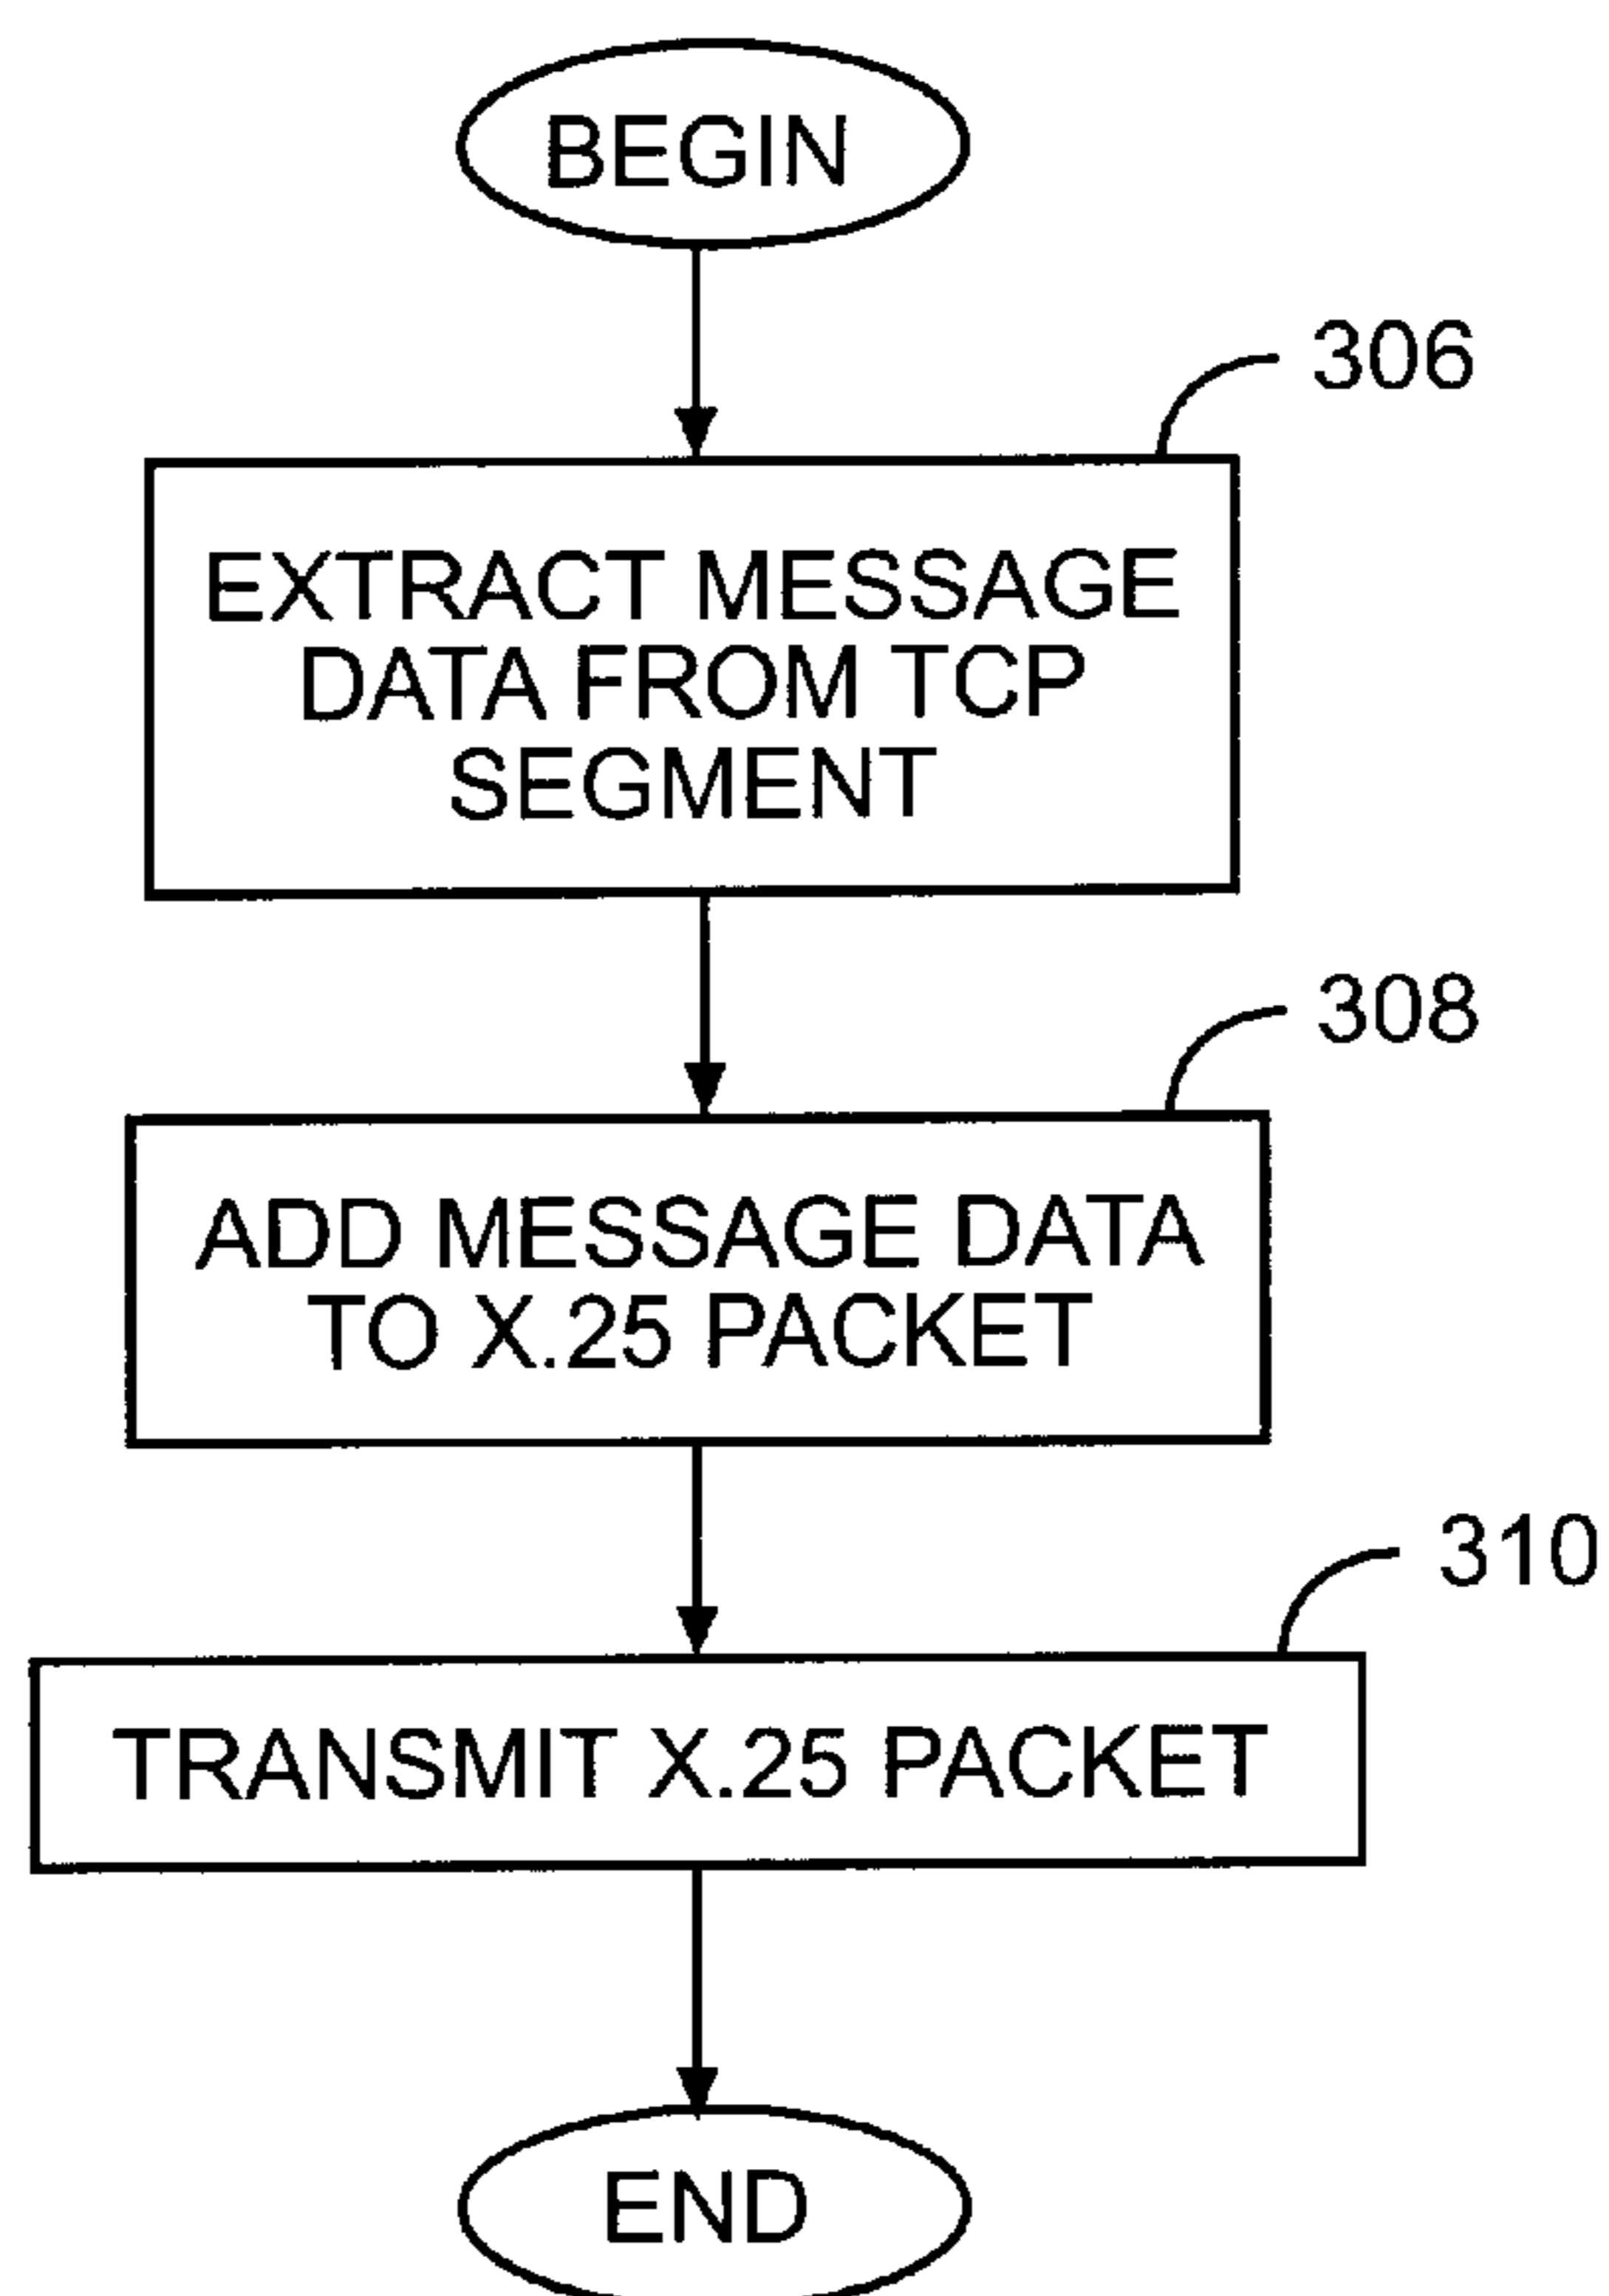 BEGIN
306
EXTRACT MESSAGE
DATA FROM TCP
SEGMENT
308
ADD MESSAGE DATA
TO X.25 PACKET
310
TRANSMIT X.25 PACKET
END